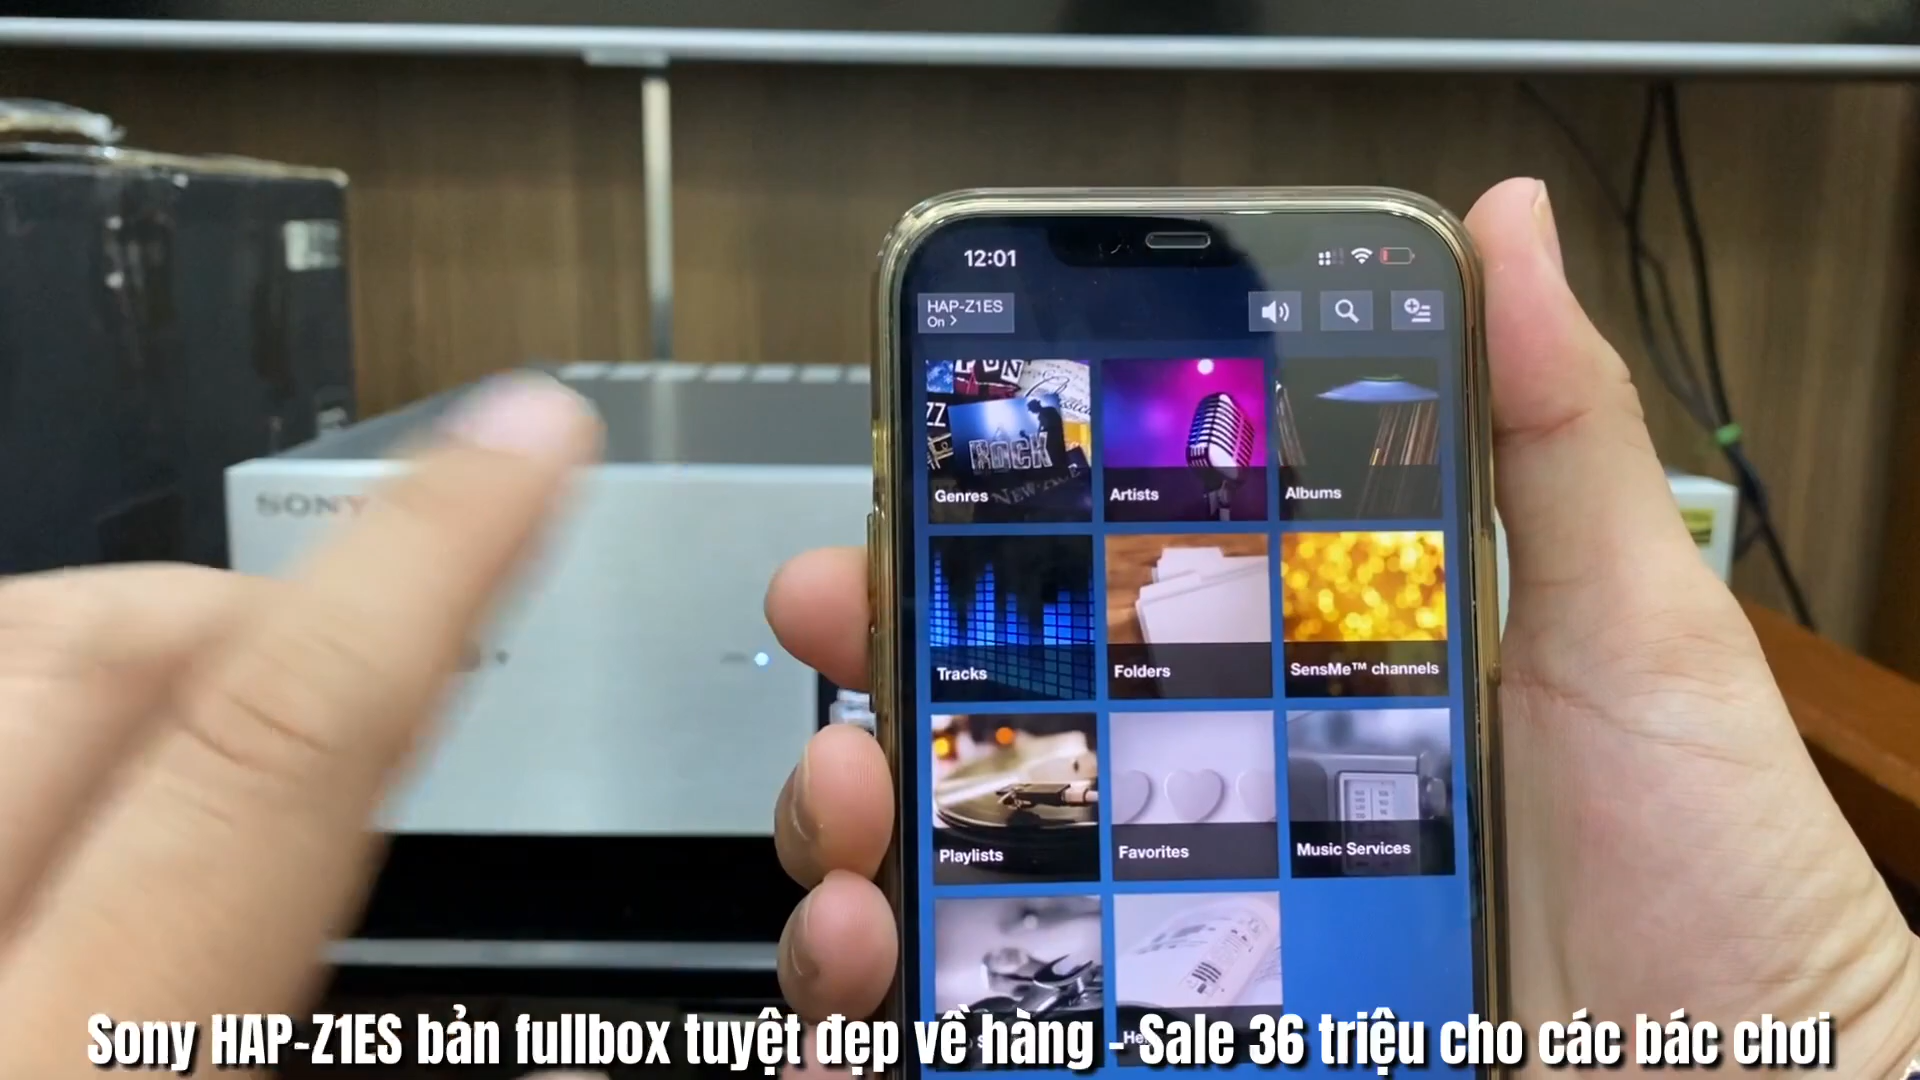 12:01
HAP-Z1ES
On >
SONY
ROCK
Genres
Artists
Albums
Tracks
Folders
SensMe™ channels
Playlists
Favorites
Music Services
Sony HAP-Z1ES bản fullbox tuyệt đẹp về hàng - Sale 36 triệu cho các bác chơi